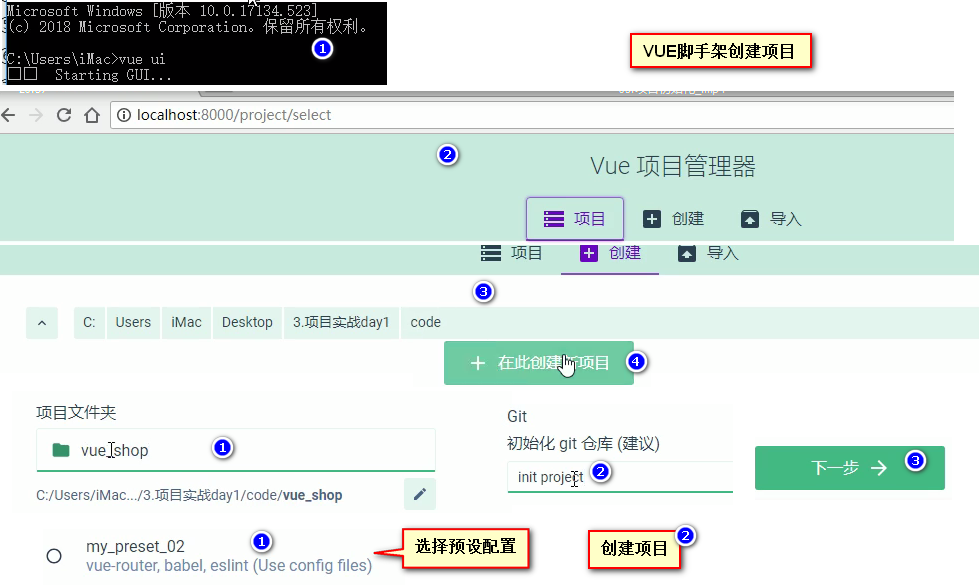 Microsoft Windows [版本 10.0.17134.523]
(c) 2018 Microsoft Corporation。保留所有权利。
1
C:\Users\iMac>vue ui
Starting GUI...
VUE脚手架创建项目
localhost:8000/project/select
2
Vue 项目管理器
项目 创建 导入
项目 创建 导入
3
C: Users iMac Desktop 3.项目实战day1 code
在此创建新项目 4
项目文件夹
vue_shop 1
C:/Users/iMac.../3.项目实战day1/code/vue_shop
Git
初始化 git 仓库 (建议)
init project 2
下一步 3
my_preset_02 1
vue-router, babel, eslint (Use config files)
选择预设配置
创建项目 2